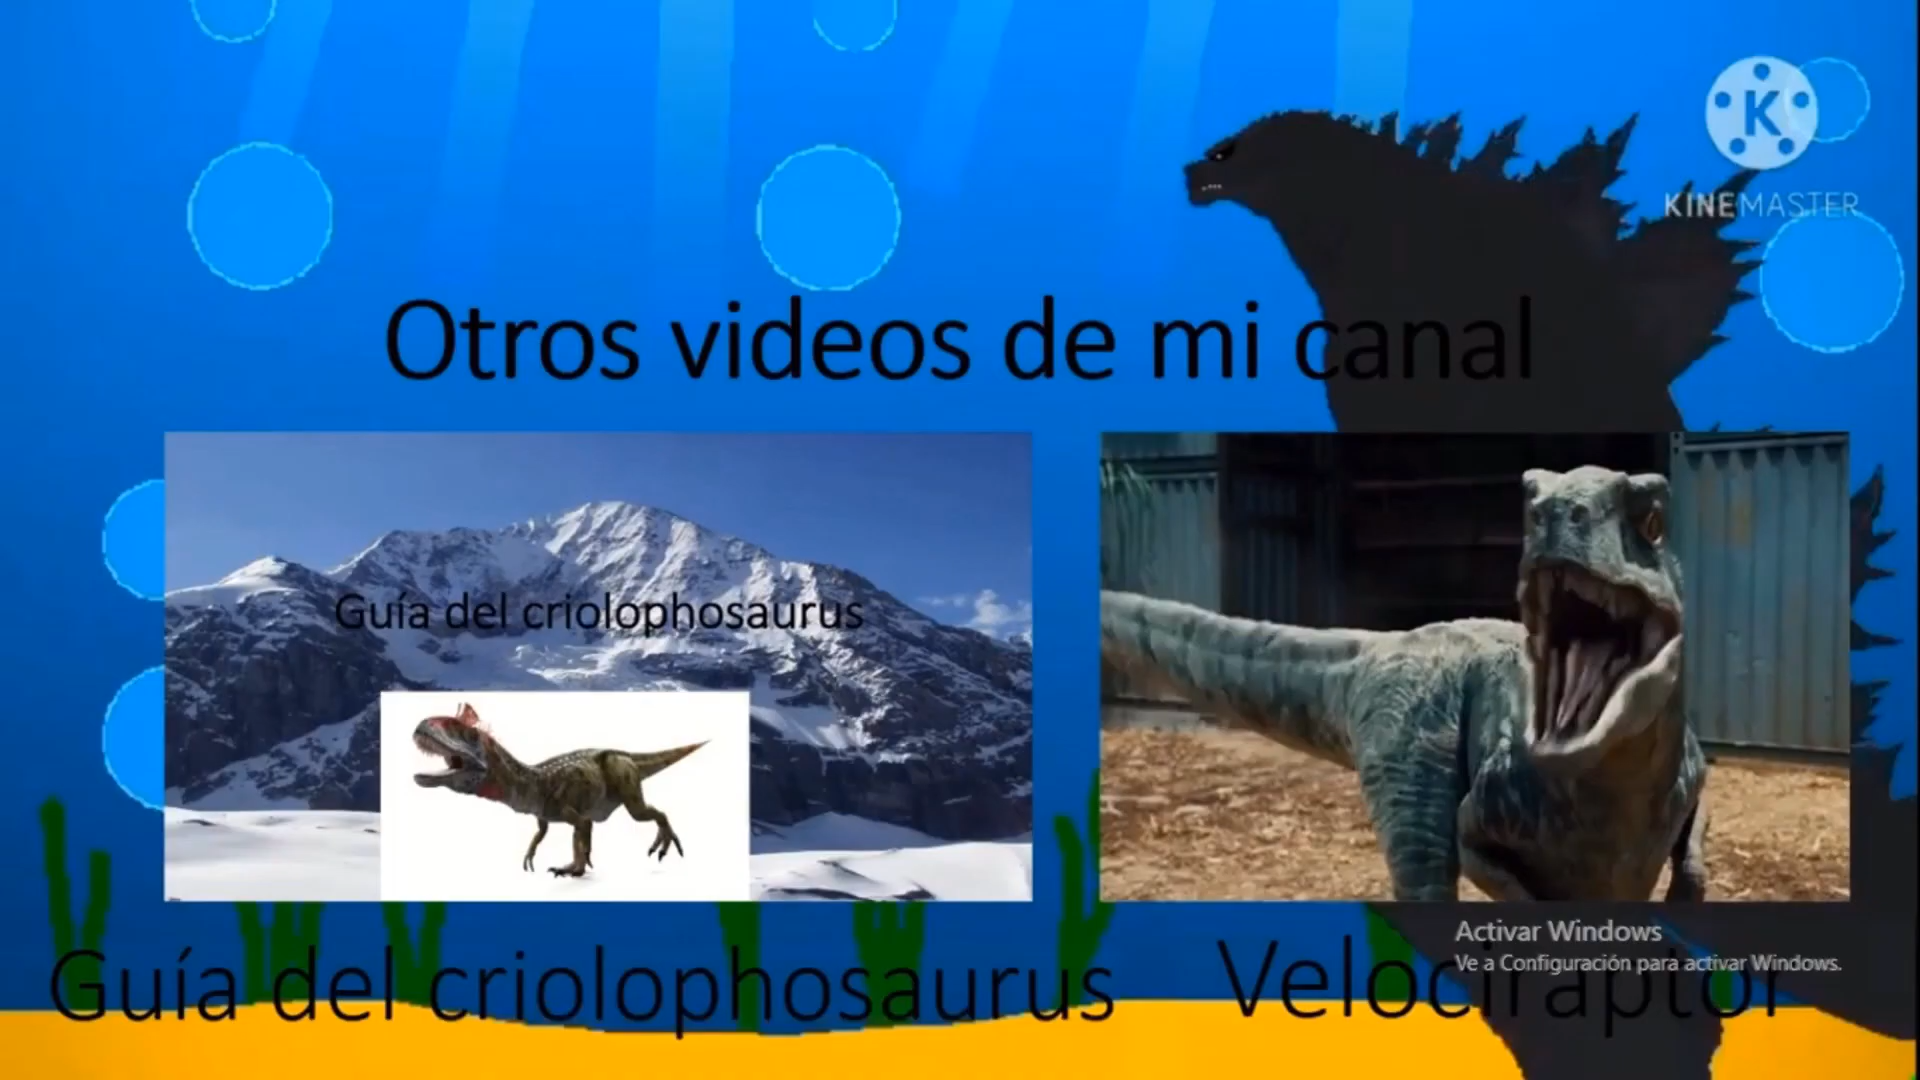 K
KINEMASTER
Otros videos de mi canal
Guía del criolophosaurus
Guía del criolophosaurus
Velociraptor
Activar Windows
Ve a Configuración para activar Windows.